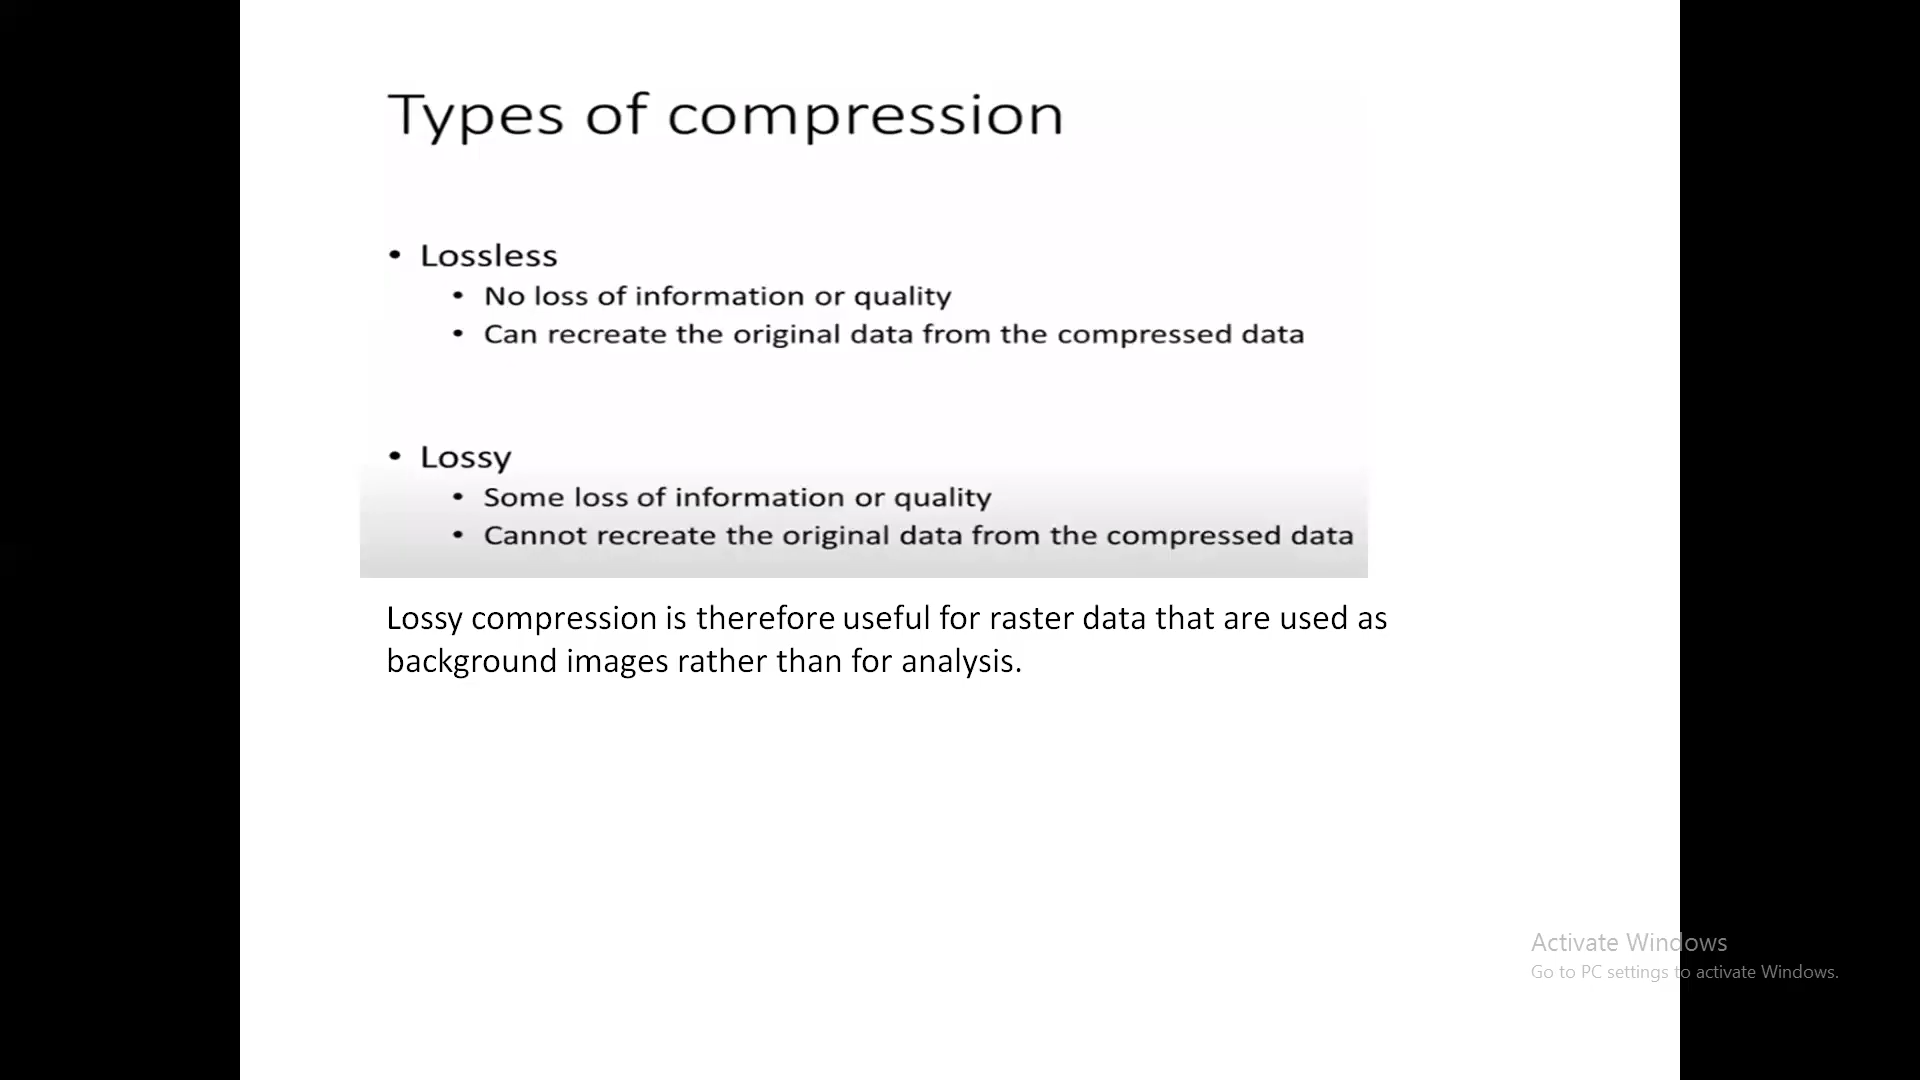 Types of compression
• Lossless
• No loss of information or quality
• Can recreate the original data from the compressed data
• Lossy
• Some loss of information or quality
• Cannot recreate the original data from the compressed data
Lossy compression is therefore useful for raster data that are used as
background images rather than for analysis.
Activate Windows
Go to PC settings to activate Windows.